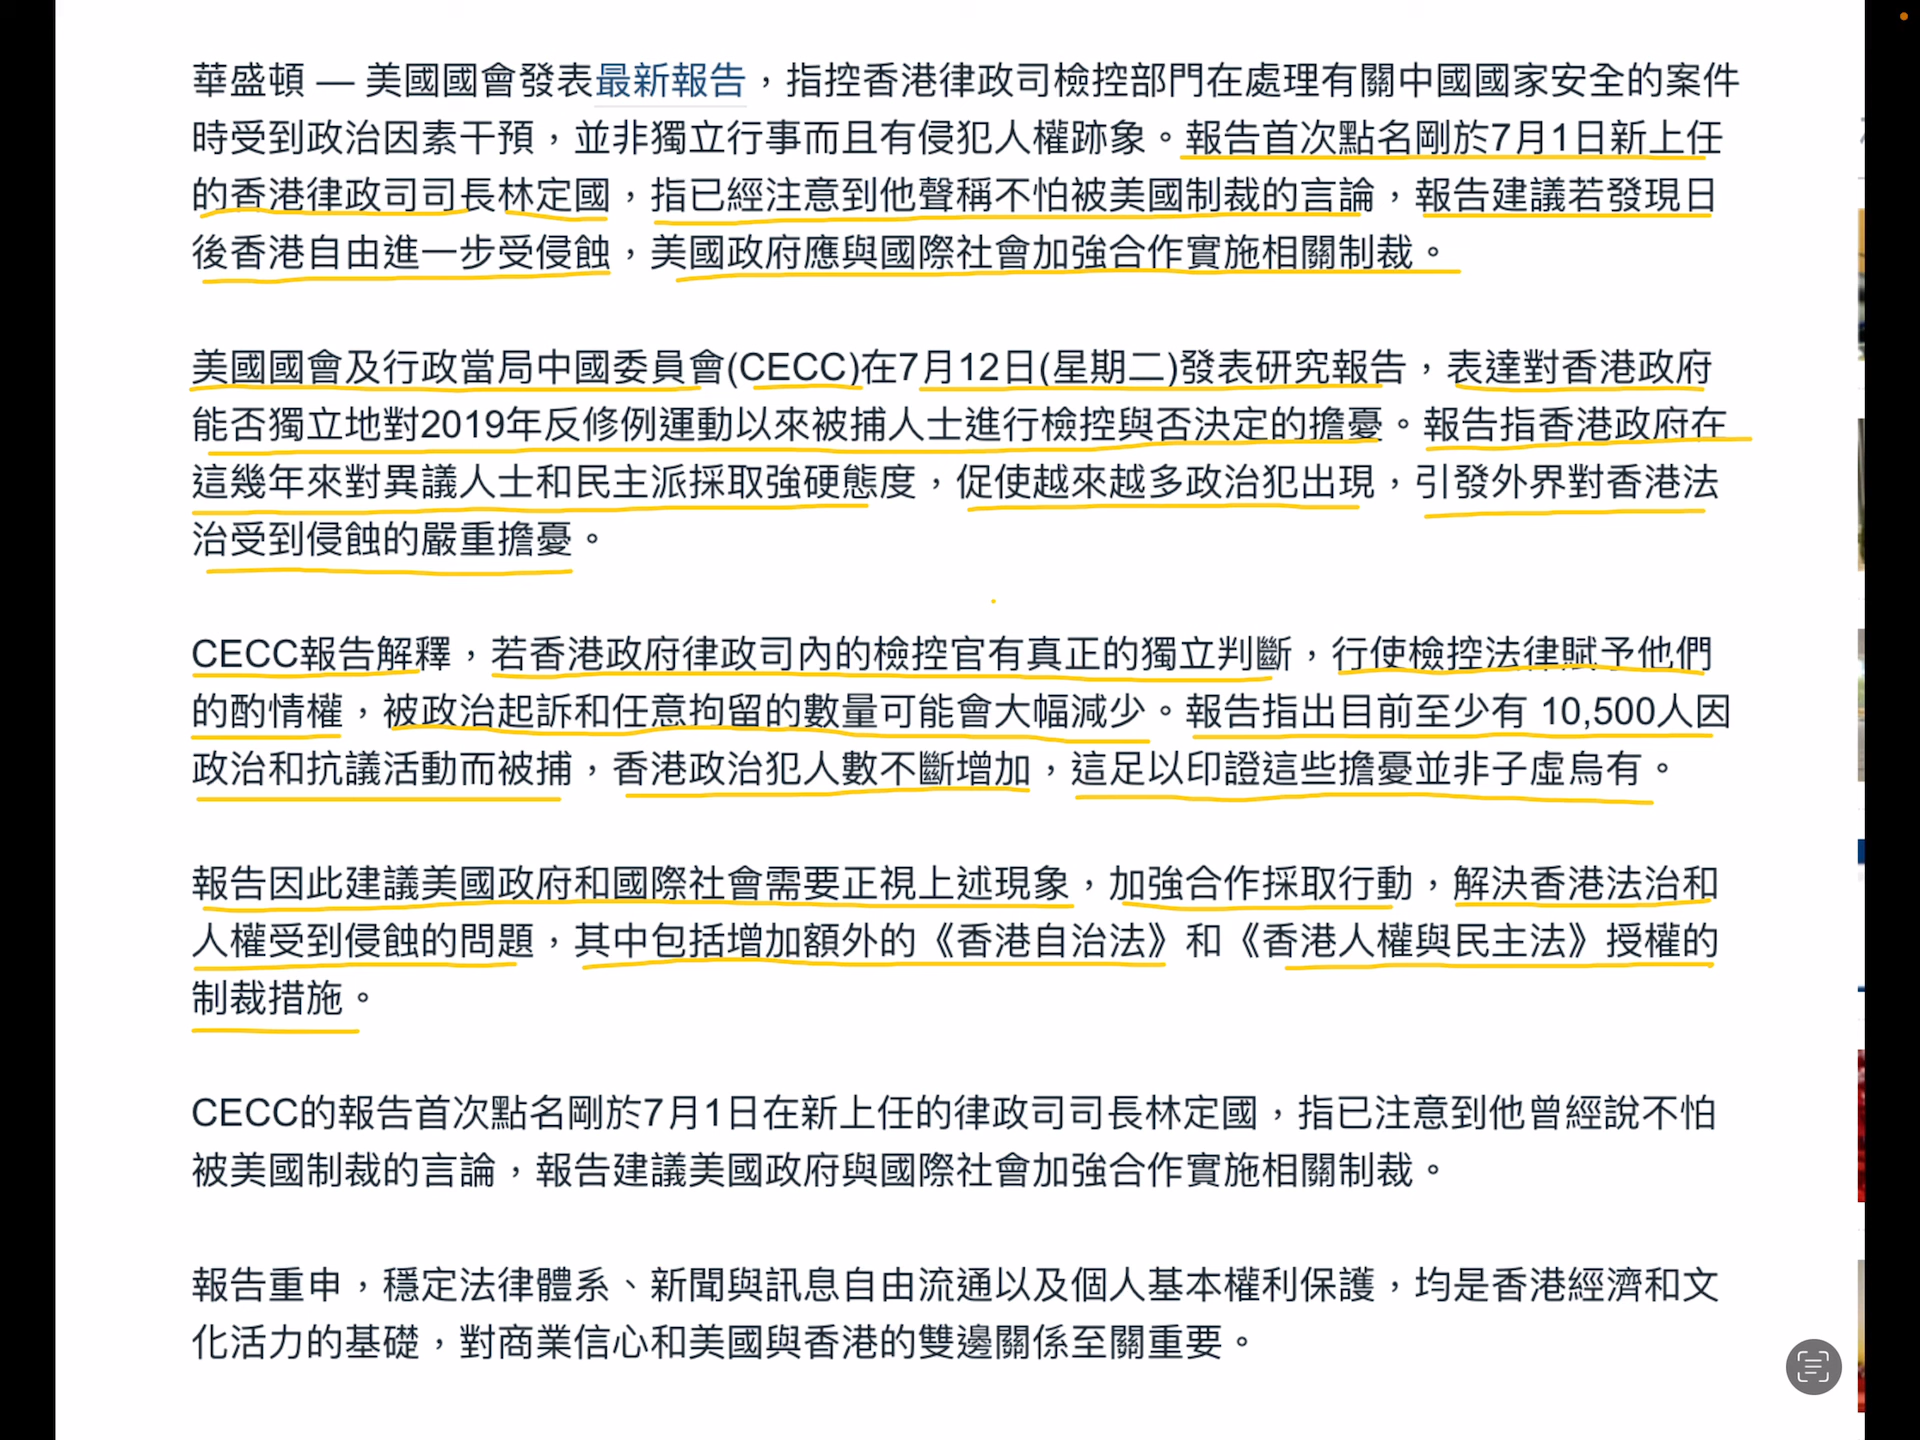 華盛頓 — 美國國會發表最新報告，指控香港律政司檢控部門在處理有關中國國家安全的案件
時受到政治因素干預，並非獨立行事而且有侵犯人權跡象。報告首次點名剛於7月1日新上任
的香港律政司司長林定國，指已經注意到他聲稱不怕被美國制裁的言論，報告建議若發現日
後香港自由進一步受侵蝕，美國政府應與國際社會加強合作實施相關制裁。
美國國會及行政當局中國委員會(CECC)在7月12日(星期二)發表研究報告，表達對香港政府
能否獨立地對2019年反修例運動以來被捕人士進行檢控與否決定的擔憂。報告指香港政府在
這幾年來對異議人士和民主派採取強硬態度，促使越來越多政治犯出現，引發外界對香港法
治受到侵蝕的嚴重擔憂。
CECC報告解釋，若香港政府律政司內的檢控官有真正的獨立判斷，行使檢控法律賦予他們
的酌情權，被政治起訴和任意拘留的數量可能會大幅減少。報告指出目前至少有 10,500人因
政治和抗議活動而被捕，香港政治犯人數不斷增加，這足以印證這些擔憂並非子虛烏有。
報告因此建議美國政府和國際社會需要正視上述現象，加強合作採取行動，解決香港法治和
人權受到侵蝕的問題，其中包括增加額外的《香港自治法》和《香港人權與民主法》授權的
制裁措施。
CECC的報告首次點名剛於7月1日在新上任的律政司司長林定國，指已注意到他曾經說不怕
被美國制裁的言論，報告建議美國政府與國際社會加強合作實施相關制裁。
報告重申，穩定法律體系、新聞與訊息自由流通以及個人基本權利保護，均是香港經濟和文
化活力的基礎，對商業信心和美國與香港的雙邊關係至關重要。